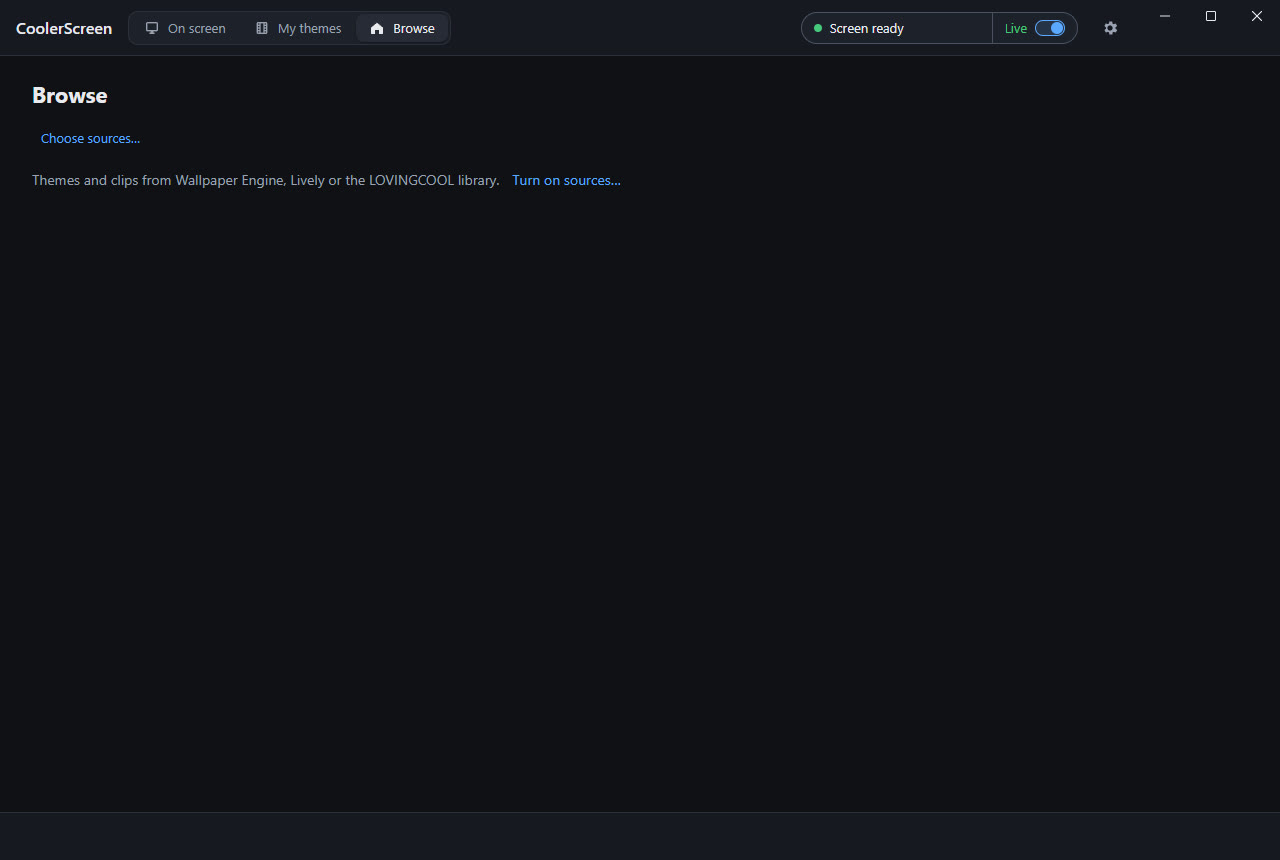 CoolerScreen On screen My themes Browse Screen ready Live
Browse
Choose sources...
Themes and clips from Wallpaper Engine, Lively or the LOVINGCOOL library. Turn on sources...